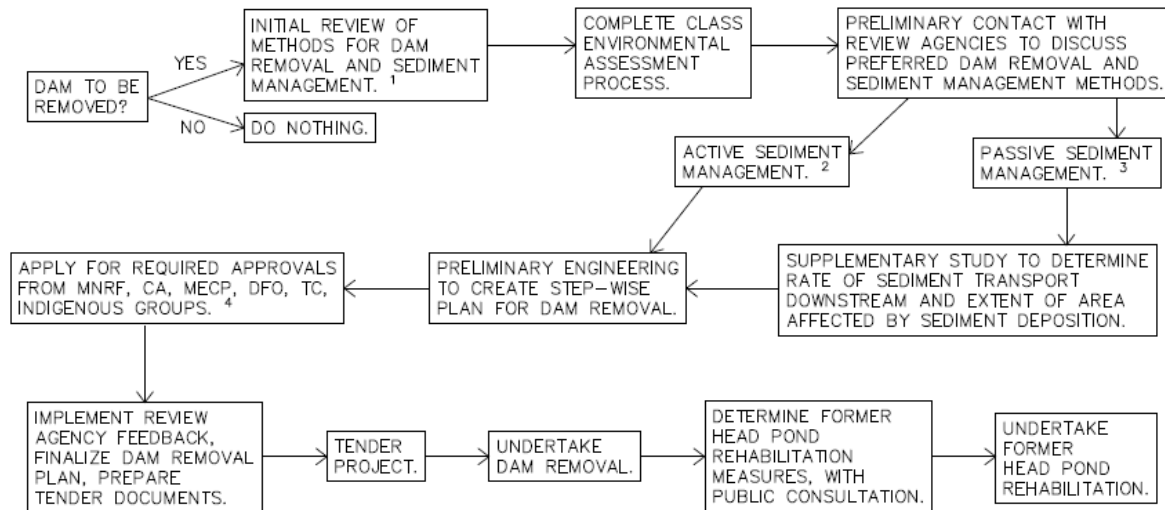 DAM TO BE
REMOVED?
YES
NO
INITIAL REVIEW OF
METHODS FOR DAM
REMOVAL AND SEDIMENT
MANAGEMENT. 1
DO NOTHING.
COMPLETE CLASS
ENVIRONMENTAL
ASSESSMENT
PROCESS.
PRELIMINARY CONTACT WITH
REVIEW AGENCIES TO DISCUSS
PREFERRED DAM REMOVAL AND
SEDIMENT MANAGEMENT METHODS.
ACTIVE SEDIMENT
MANAGEMENT. 2
PASSIVE SEDIMENT
MANAGEMENT. 3
SUPPLEMENTARY STUDY TO DETERMINE
RATE OF SEDIMENT TRANSPORT
DOWNSTREAM AND EXTENT OF AREA
AFFECTED BY SEDIMENT DEPOSITION.
PRELIMINARY ENGINEERING
TO CREATE STEP-WISE
PLAN FOR DAM REMOVAL.
APPLY FOR REQUIRED APPROVALS
FROM MNRF, CA, MECP, DFO, TC,
INDIGENOUS GROUPS. 4
IMPLEMENT REVIEW
AGENCY FEEDBACK,
FINALIZE DAM REMOVAL
PLAN, PREPARE
TENDER DOCUMENTS.
TENDER
PROJECT.
UNDERTAKE
DAM REMOVAL.
DETERMINE FORMER
HEAD POND
REHABILITATION
MEASURES, WITH
PUBLIC CONSULTATION.
UNDERTAKE
FORMER
HEAD POND
REHABILITATION.